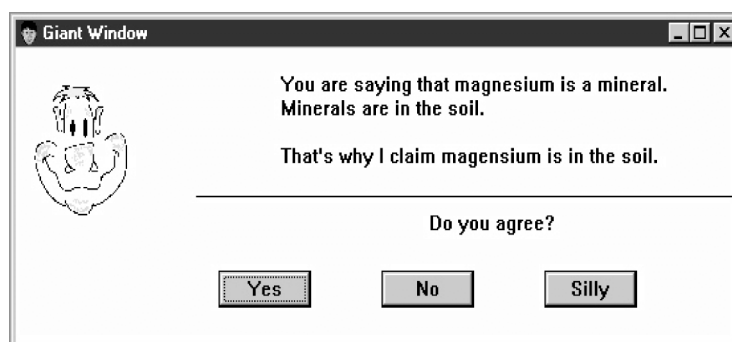 Giant Window
You are saying that magnesium is a mineral.
Minerals are in the soil.
That's why I claim magensium is in the soil.
Do you agree?
Yes No Silly